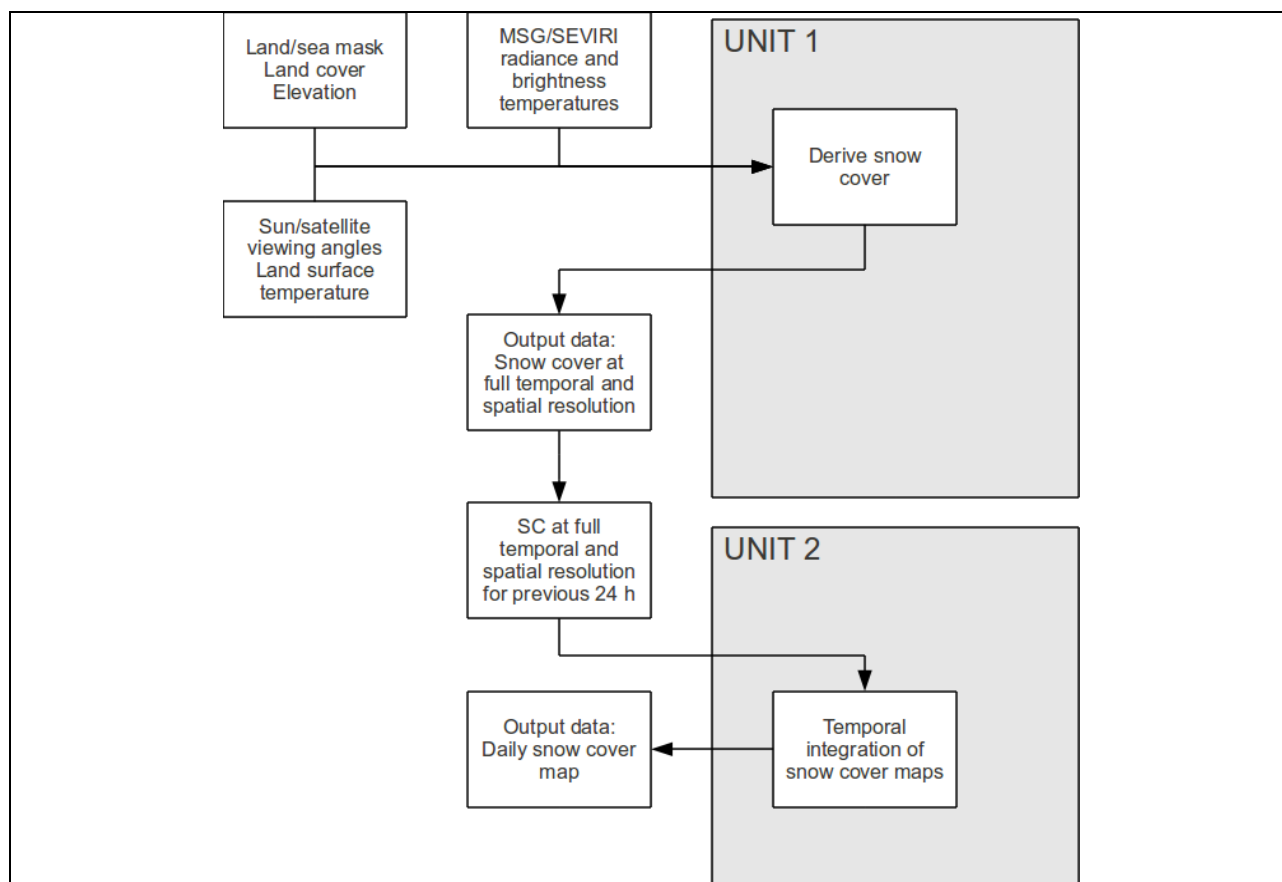 Land/sea mask
Land cover
Elevation
MSG/SEVIRI
radiance and
brightness
temperatures
UNIT 1
Derive snow
cover
Sun/satellite
viewing angles
Land surface
temperature
Output data:
Snow cover at
full temporal and
spatial resolution
SC at full
temporal and
spatial resolution
for previous 24 h
UNIT 2
Temporal
integration of
snow cover maps
Output data:
Daily snow cover
map